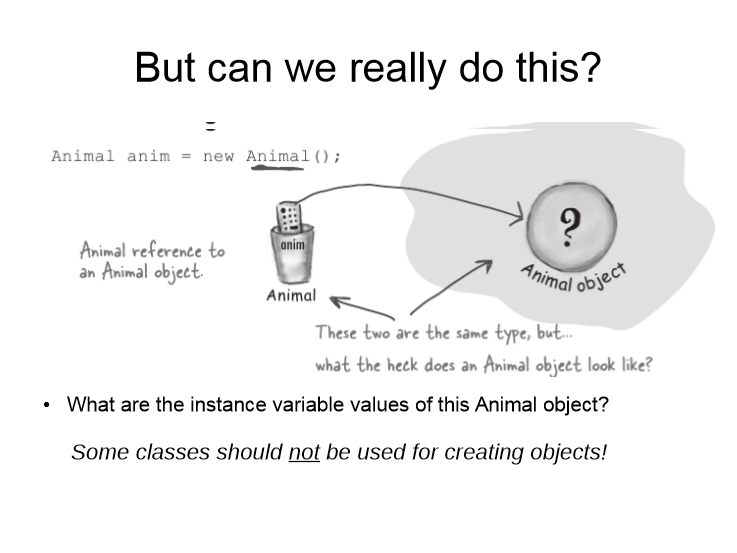 But can we really do this?
=
Animal anim = new Animal();
anim
?
Animal reference to
an Animal object.
Animal
Animal object
These two are the same type, but...
what the heck does an Animal object look like?
• What are the instance variable values of this Animal object?
Some classes should not be used for creating objects!